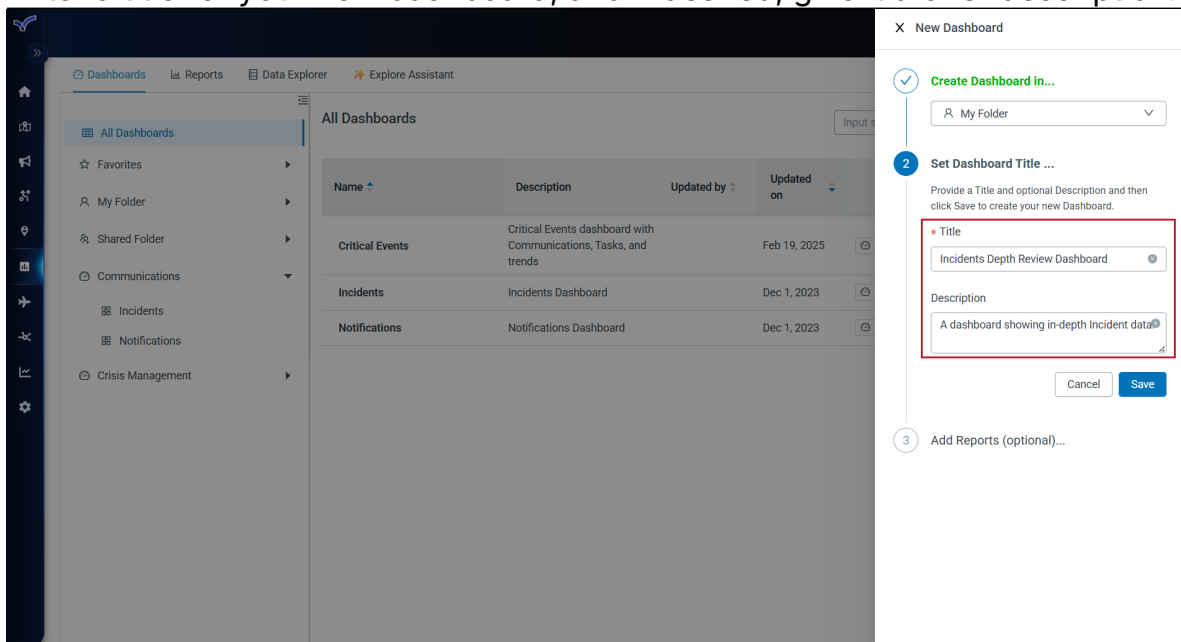 X New Dashboard
Dashboards Reports Data Explorer Explore Assistant
All Dashboards
Favorites
My Folder
Shared Folder
Communications
Incidents
Notifications
Crisis Management
All Dashboards
Input s
Name Description Updated by Updated on
Critical Events Critical Events dashboard with Communications, Tasks, and trends Feb 19, 2025
Incidents Incidents Dashboard Dec 1, 2023
Notifications Notifications Dashboard Dec 1, 2023
Create Dashboard in...
My Folder
2 Set Dashboard Title ...
Provide a Title and optional Description and then
click Save to create your new Dashboard.
* Title
Incidents Depth Review Dashboard
Description
A dashboard showing in-depth Incident data
Cancel Save
3 Add Reports (optional)...